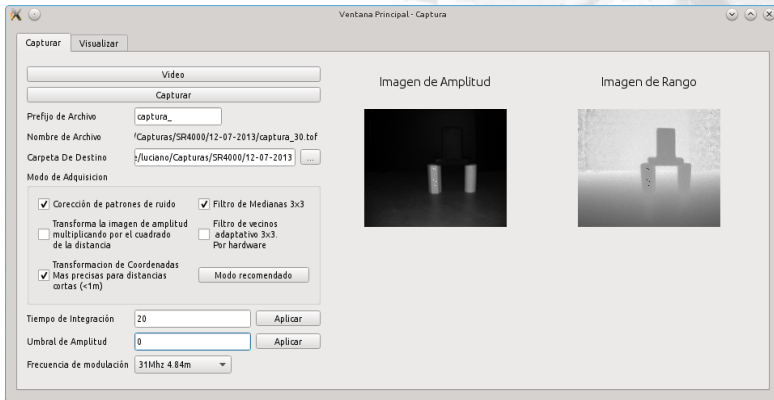 Ventana Principal - Captura
Capturar
Visualizar
Video
Capturar
Prefijo de Archivo
captura_
Nombre de Archivo
'/Capturas/SR4000/12-07-2013/captura_30.tof
Carpeta De Destino
e/luciano/Capturas/SR4000/12-07-2013
...
Modo de Adquisicion
Coreción de patrones de ruido
Filtro de Medianas 3x3
Transforma la imagen de amplitud
multiplicando por el cuadrado
de la distancia
Filtro de vecinos
adaptativo 3x3.
Por hardware
Transformacion de Coordenadas
Mas precisas para distancias
cortas (<1m)
Modo recomendado
Tiempo de Integración
20
Aplicar
Umbral de Amplitud
0
Aplicar
Frecuencia de modulación
31Mhz 4.84m
Imagen de Amplitud
Imagen de Rango